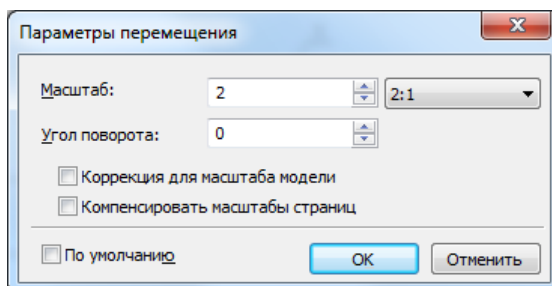 Параметры перемещения
Масштаб: 2 2:1
Угол поворота: 0
Коррекция для масштаба модели
Компенсировать масштабы страниц
По умолчанию OK Отменить